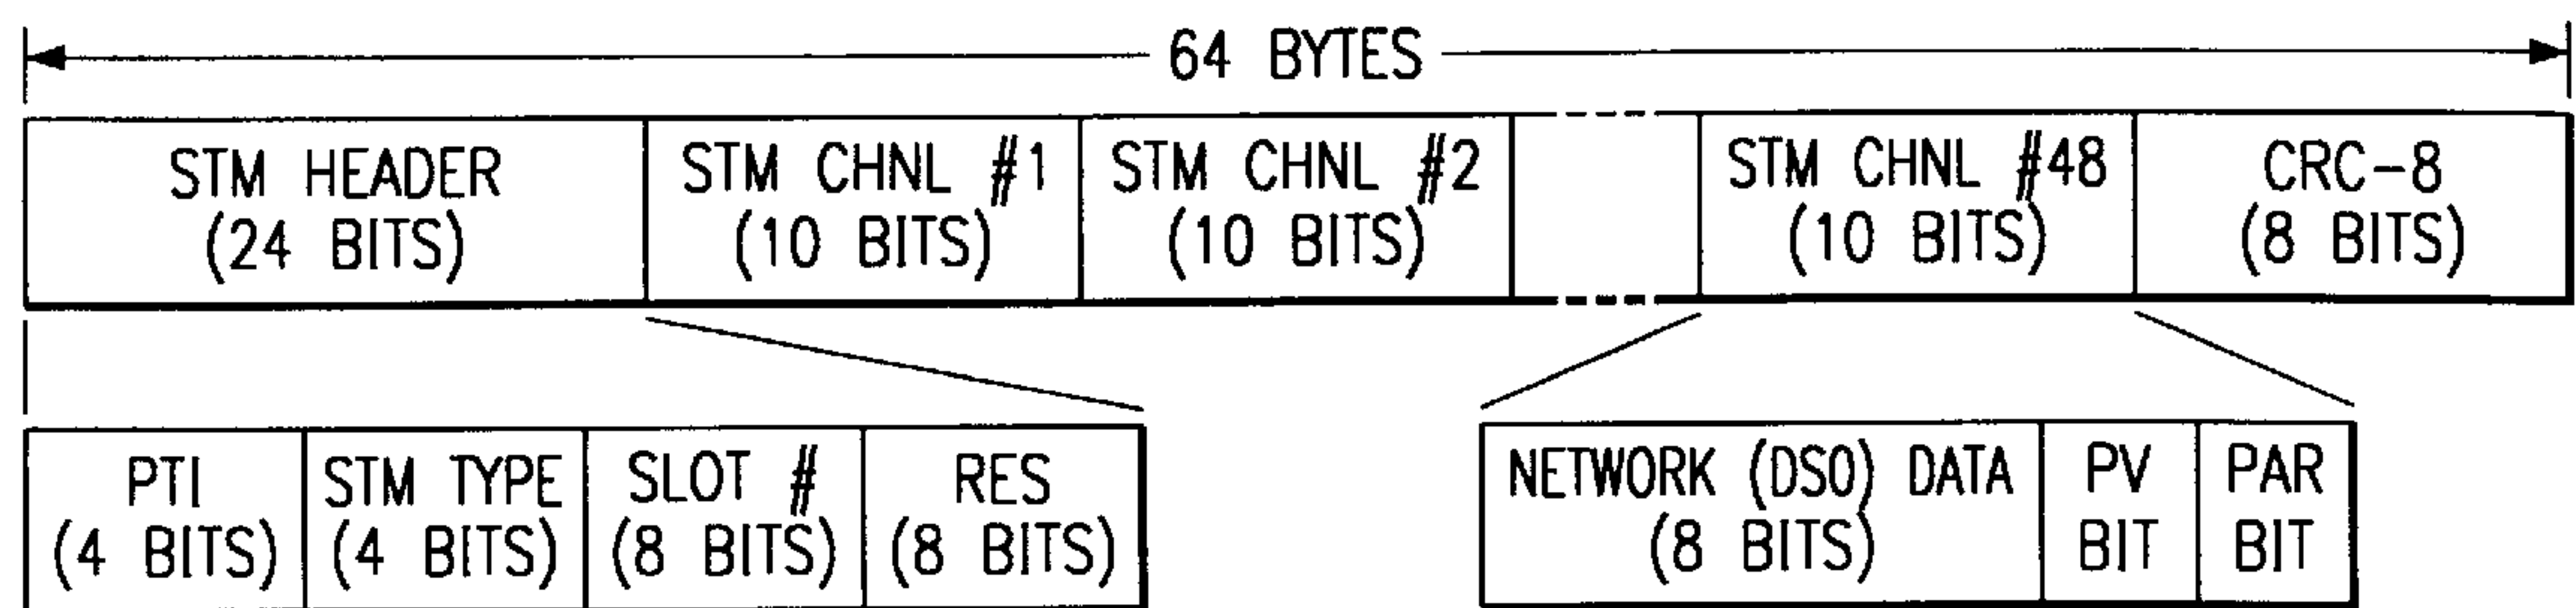 64 BYTES
STM HEADER
(24 BITS)
STM CHNL #1
(10 BITS)
STM CHNL #2
(10 BITS)
STM CHNL #48
(10 BITS)
CRC-8
(8 BITS)
PTI
(4 BITS)
STM TYPE
(4 BITS)
SLOT #
(8 BITS)
RES
(8 BITS)
NETWORK (DS0) DATA
(8 BITS)
PV
BIT
PAR
BIT